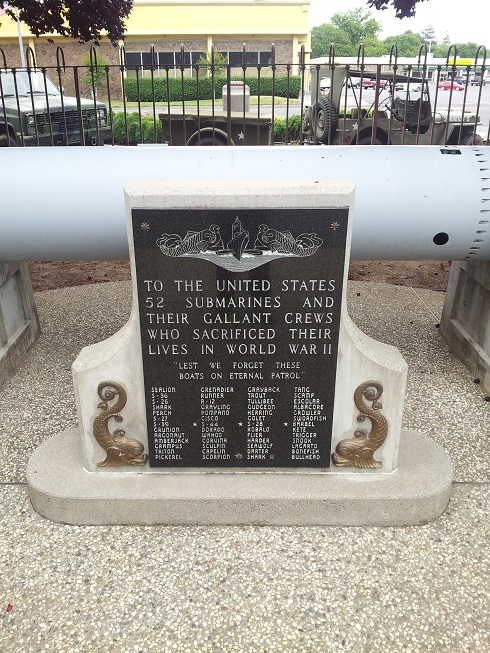 TO THE UNITED STATES
52 SUBMARINES AND
THEIR GALLANT CREWS
WHO SACRIFICED THEIR
LIVES IN WORLD WAR II
"LEST WE FORGET THESE
BOATS ON ETERNAL PATROL"
SEALION
S-36
S-26
SHARK
PERCH
S-27
S-39
GRUNION
ARGONAUT
AMBERJACK
GRAMPUS
TRITON
PICKEREL
GRENADIER
RUNNER
R-12
GRAYLING
POMPANO
CISCO
S-44
DORADO
WAHOO
CORVINA
SCULPIN
CAPELIN
SCORPION
GRAYBACK
TROUT
TULLIBEE
GUDGEON
HERRING
GOLET
S-28
ROBALO
FLIER
HARDER
SEAWOLF
DARTER
SHARK II
TANG
SCAMP
ESCOLAR
ALBACORE
GROWLER
SWORDFISH
BARBEL
KETE
TRIGGER
SNOOK
LAGARTO
BONEFISH
BULLHEAD